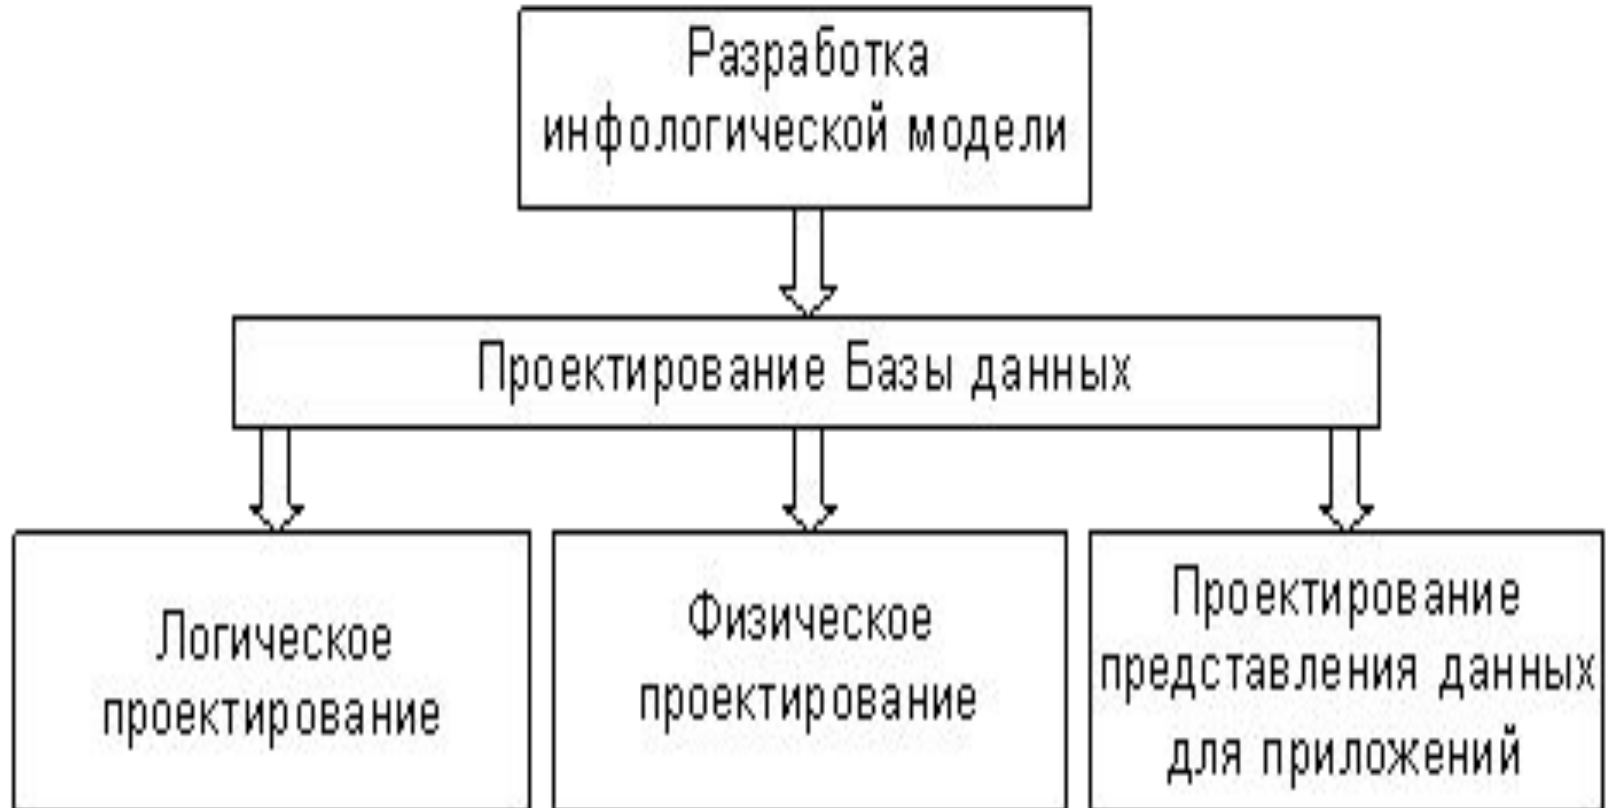 Разработка
инфологической модели
Проектирование Базы данных
Логическое
проектирование
Физическое
проектирование
Проектирование
представления данных
для приложений